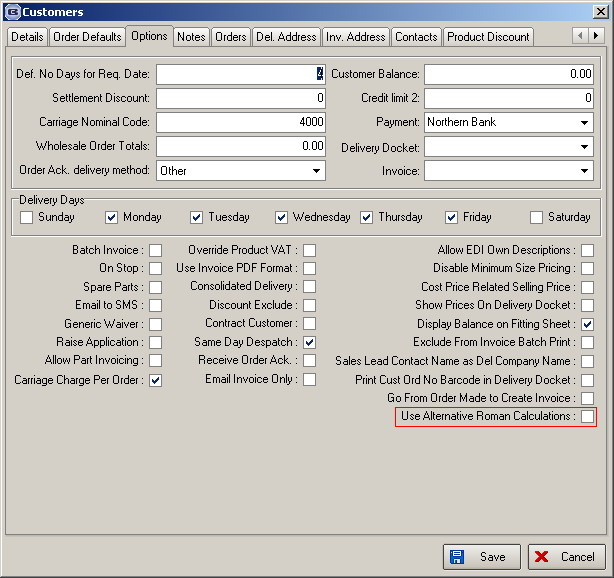 Customers
Details Order Defaults Options Notes Orders Del. Address Inv. Address Contacts Product Discount
Def. No Days for Req. Date: 4 Customer Balance: 0.00
Settlement Discount: 0 Credit limit 2: 0
Carriage Nominal Code: 4000 Payment: Northern Bank
Wholesale Order Totals: 0.00 Delivery Docket:
Order Ack. delivery method: Other Invoice:
Delivery Days
Sunday Monday Tuesday Wednesday Thursday Friday Saturday
Batch Invoice : Override Product VAT : Allow EDI Own Descriptions :
On Stop : Use Invoice PDF Format : Disable Minimum Size Pricing :
Spare Parts : Consolidated Delivery : Cost Price Related Selling Price :
Email to SMS : Discount Exclude : Show Prices On Delivery Docket :
Generic Waiver : Contract Customer : Display Balance on Fitting Sheet :
Raise Application : Same Day Despatch : Exclude From Invoice Batch Print :
Allow Part Invoicing : Receive Order Ack. : Sales Lead Contact Name as Del Company Name :
Carriage Charge Per Order : Email Invoice Only : Print Cust Ord No Barcode in Delivery Docket :
Go From Order Made to Create Invoice :
Use Alternative Roman Calculations :
Save Cancel